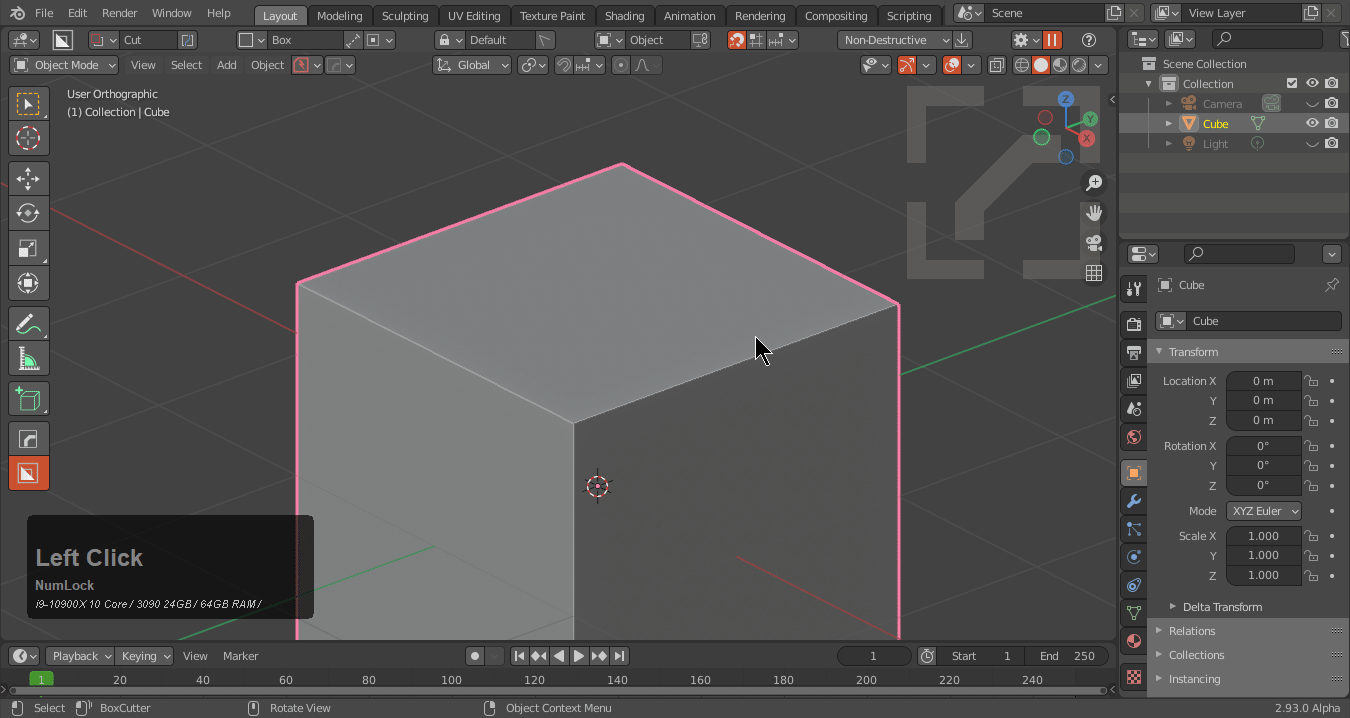 File Edit Render Window Help Layout Modeling Sculpting UV Editing Texture Paint Shading Animation Rendering Compositing Scripting Scene View Layer
Cut Box Default Object Non-Destructive
Object Mode View Select Add Object Global
User Orthographic
(1) Collection | Cube
Z
Y
X
Left Click
NumLock
i9-10900X 10 Core / 3090 24GB / 64GB RAM /
Scene Collection
Collection
Camera
Cube
Light
Cube
Cube
Transform
Location X 0 m
Y 0 m
Z 0 m
Rotation X 0°
Y 0°
Z 0°
Mode XYZ Euler
Scale X 1.000
Y 1.000
Z 1.000
Delta Transform
Relations
Collections
Instancing
Playback Keying View Marker 1 Start 1 End 250
1 20 40 60 80 100 120 140 160 180 200 220 240
Select BoxCutter Rotate View Object Context Menu 2.93.0 Alpha